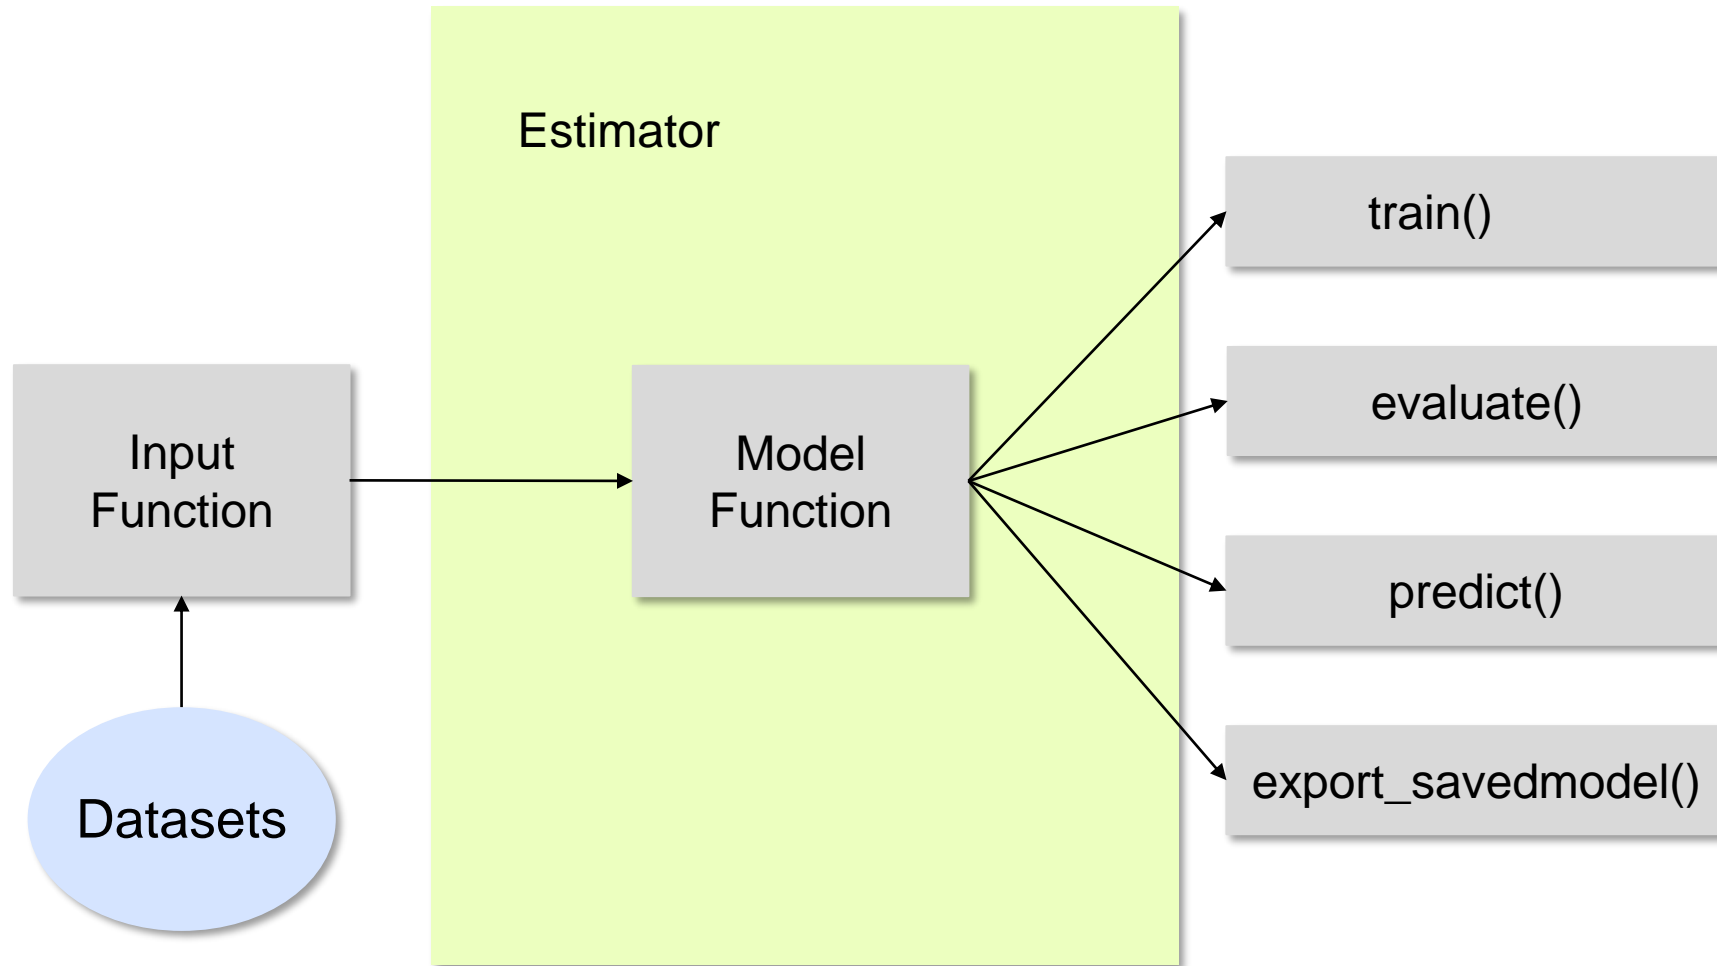 Estimator
Input
Function
Datasets
Model
Function
train()
evaluate()
predict()
export_savedmodel()